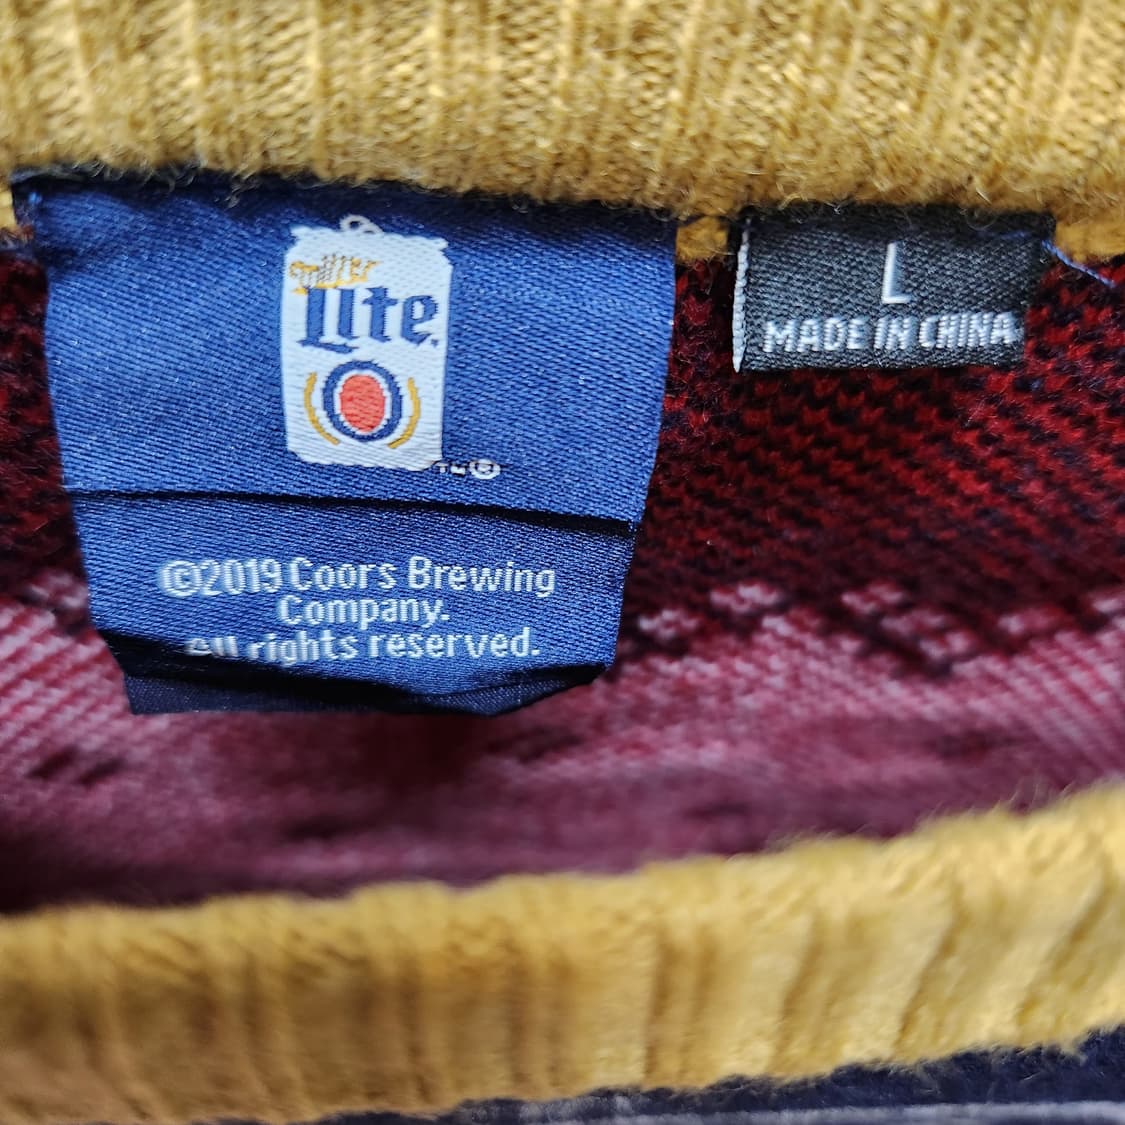 miller
Lite
®
©2019 Coors Brewing
Company.
All rights reserved.
L
MADE IN CHINA